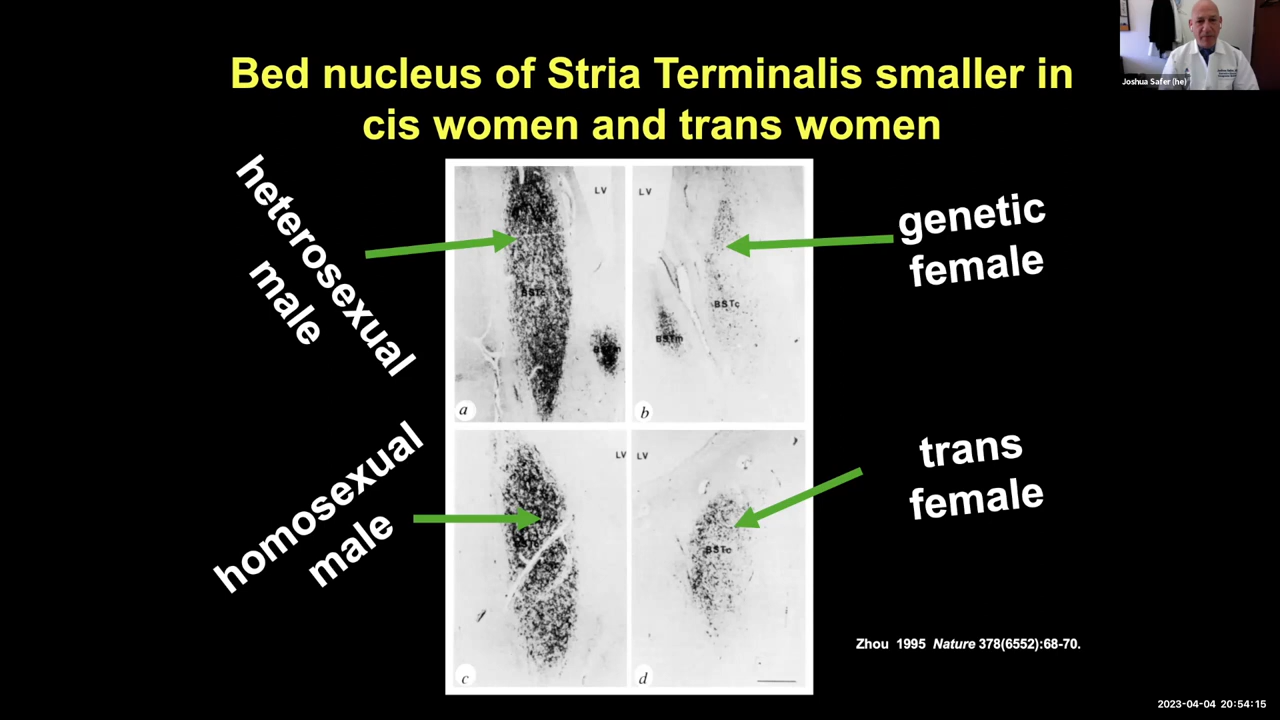 Bed nucleus of Stria Terminalis smaller in
cis women and trans women
Joshua Safer (he)
heterosexual
male
genetic
female
LV
LV
BSTc
BSTc
BSTm
BSTm
a
b
homosexual
male
trans
female
LV
LV
BSTc
c
d
Zhou 1995 Nature 378(6552):68-70.
2023-04-04 20:54:15